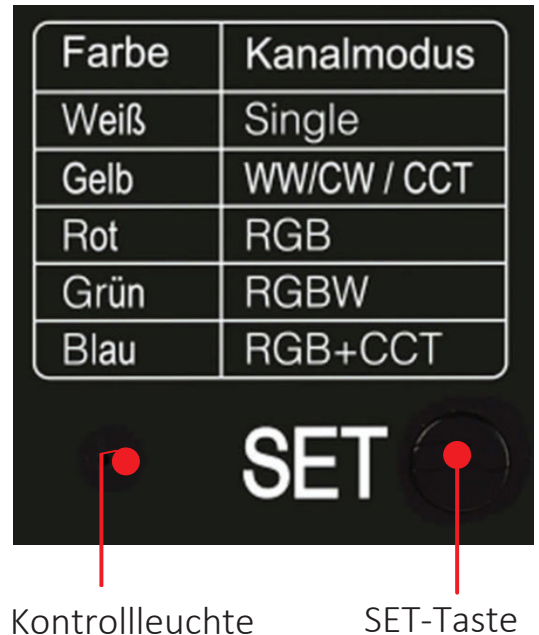 Farbe Kanalmodus
Weiß Single
Gelb WW/CW / CCT
Rot RGB
Grün RGBW
Blau RGB+CCT
SET
Kontrollleuchte SET-Taste